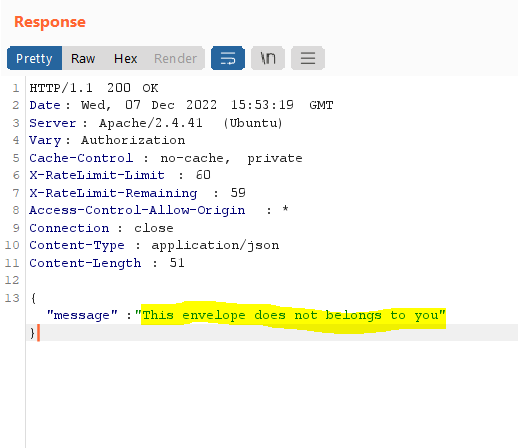 Response
Pretty Raw Hex Render \n
1 HTTP/1.1 200 OK
2 Date: Wed, 07 Dec 2022 15:53:19 GMT
3 Server: Apache/2.4.41 (Ubuntu)
4 Vary: Authorization
5 Cache-Control: no-cache, private
6 X-RateLimit-Limit: 60
7 X-RateLimit-Remaining: 59
8 Access-Control-Allow-Origin: *
9 Connection: close
10 Content-Type: application/json
11 Content-Length: 51
12
13 {
"message":"This envelope does not belongs to you"
}